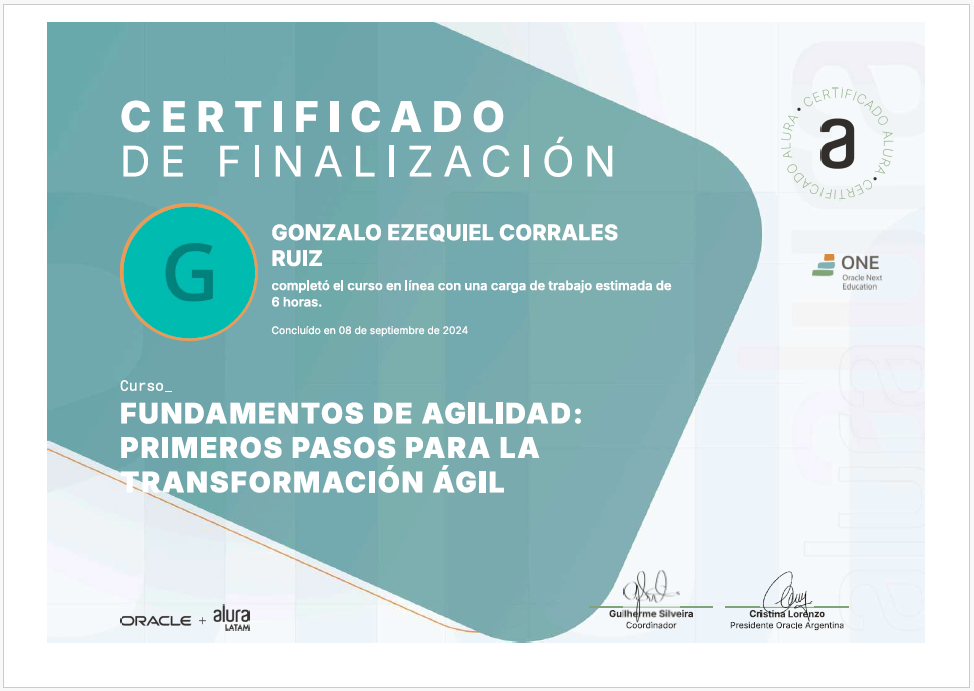 CERTIFICADO
DE FINALIZACIÓN
CERTIFICADO ALURA • CERTIFICADO ALURA •
a
G
GONZALO EZEQUIEL CORRALES
RUIZ
completó el curso en línea con una carga de trabajo estimada de
6 horas.
Concluído en 08 de septiembre de 2024
ONE
Oracle Next
Education
Curso_
FUNDAMENTOS DE AGILIDAD:
PRIMEROS PASOS PARA LA
TRANSFORMACIÓN ÁGIL
ORACLE + alura
LATAM
Guilherme Silveira
Coordinador
Cristina Lorenzo
Presidente Oracle Argentina